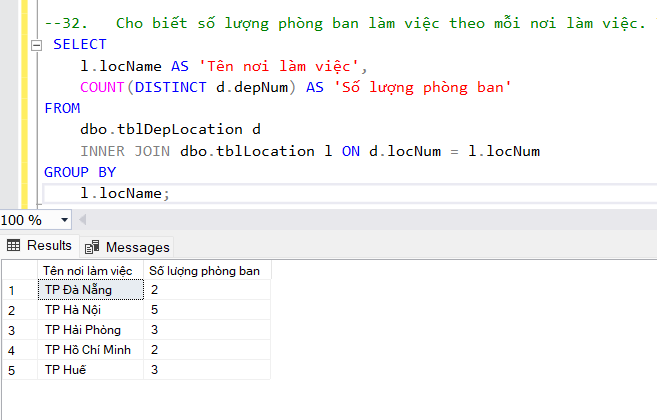 --32.   Cho biết số lượng phòng ban làm việc theo mỗi nơi làm việc.
SELECT
l.locName AS 'Tên nơi làm việc',
COUNT(DISTINCT d.depNum) AS 'Số lượng phòng ban'
FROM
dbo.tblDepLocation d
INNER JOIN dbo.tblLocation l ON d.locNum = l.locNum
GROUP BY
l.locName;
100 %
Results Messages
Tên nơi làm việc Số lượng phòng ban
1 TP Đà Nẵng 2
2 TP Hà Nội 5
3 TP Hải Phòng 3
4 TP Hồ Chí Minh 2
5 TP Huế 3